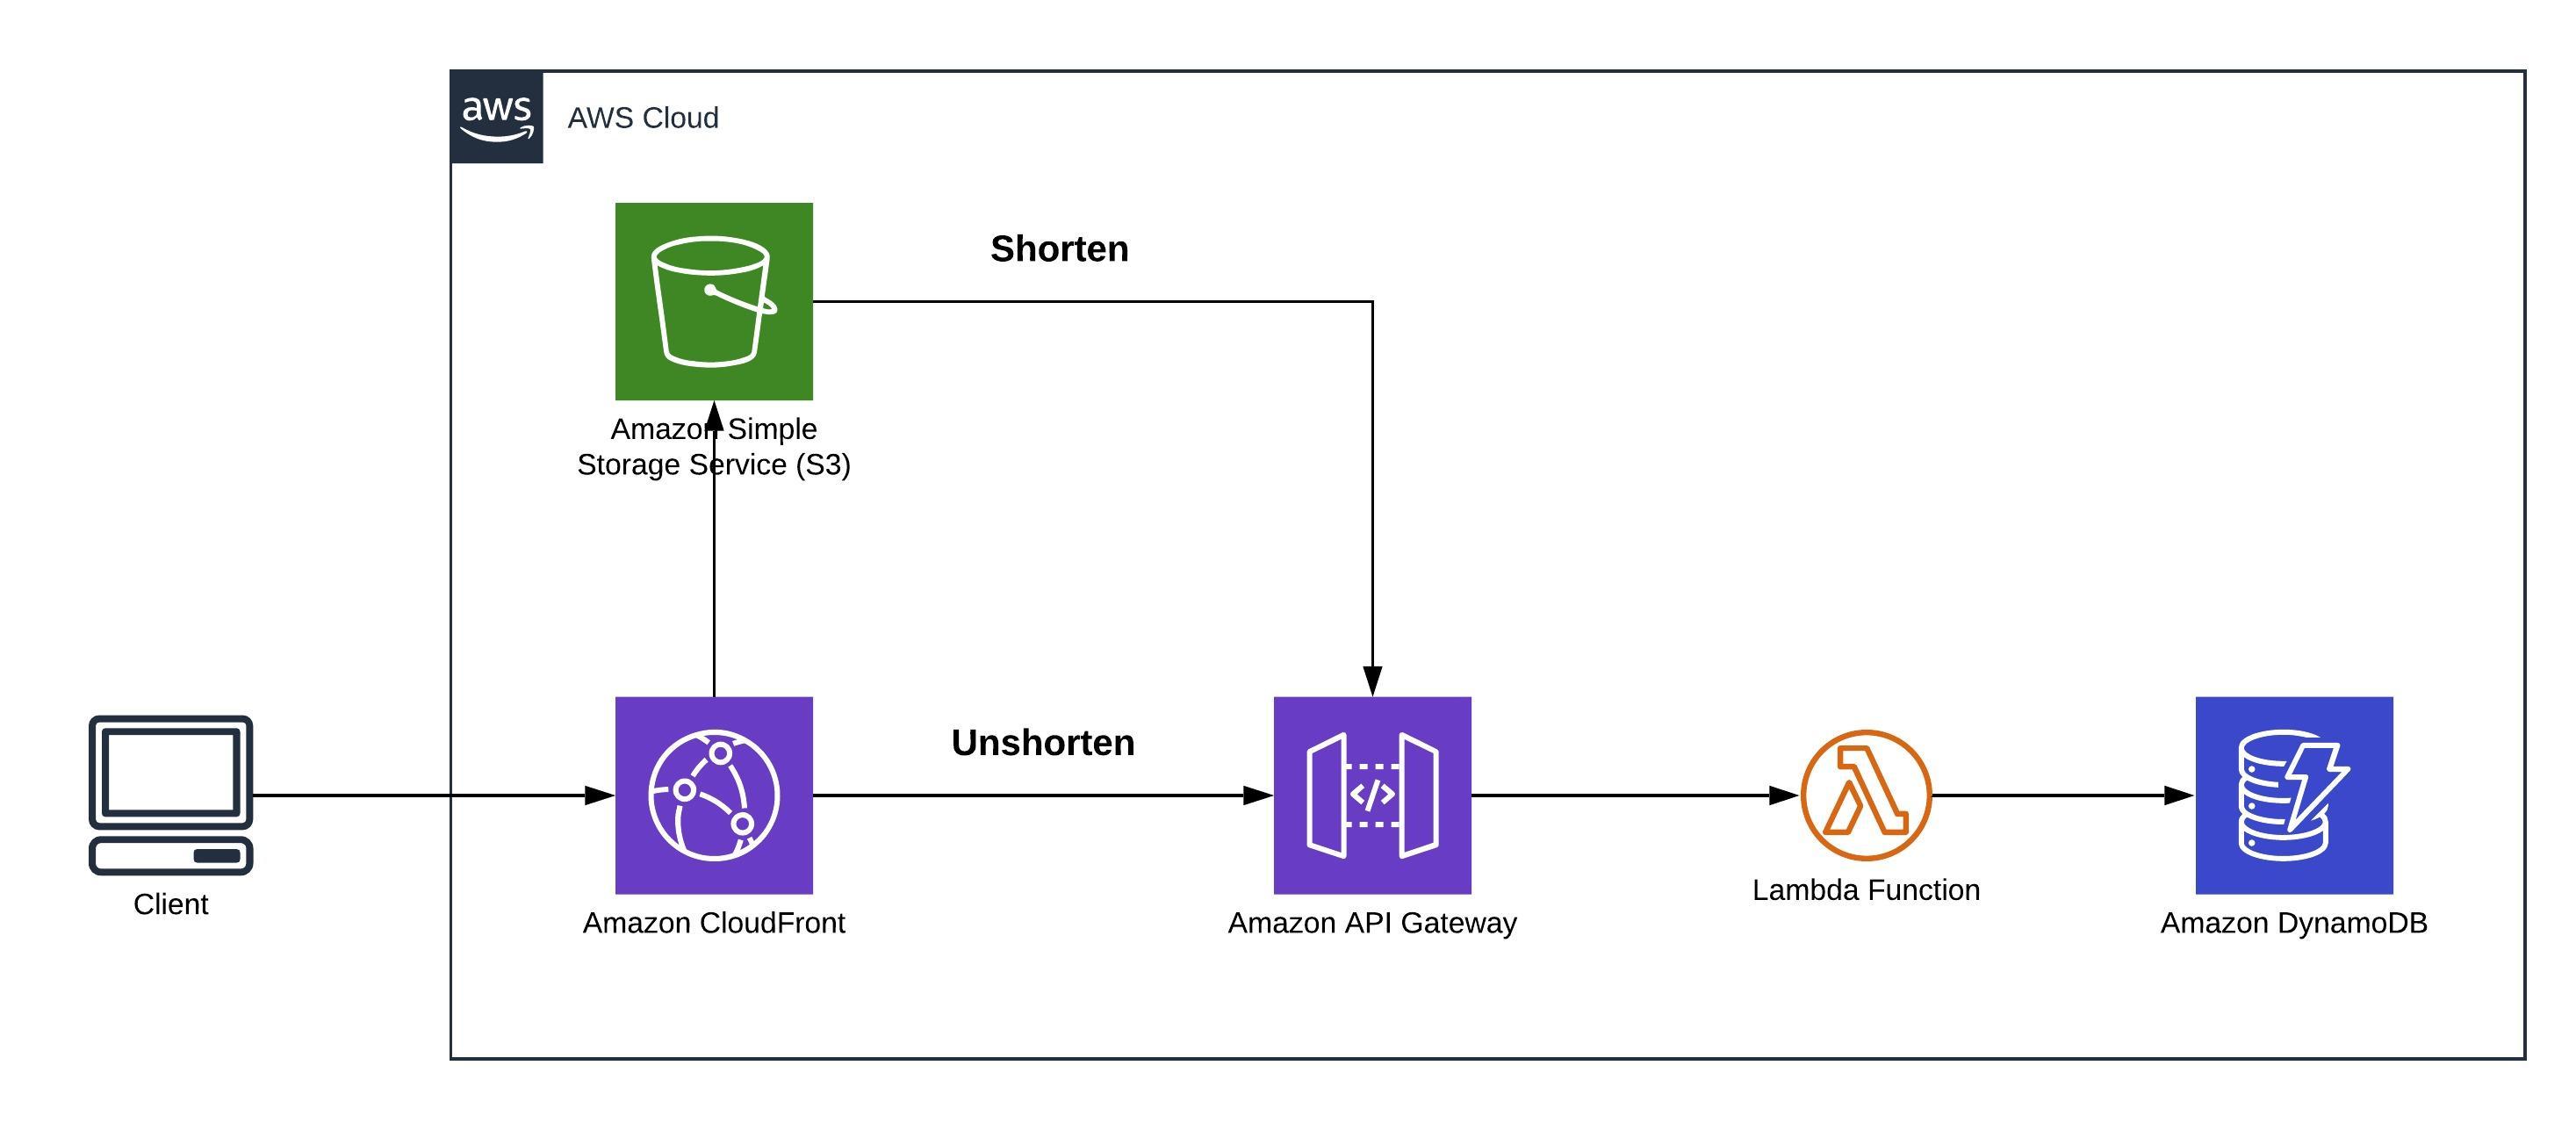 aws
AWS Cloud
Shorten
Amazon Simple
Storage Service (S3)
Unshorten
Client
Amazon CloudFront
</>
Amazon API Gateway
Lambda Function
Amazon DynamoDB